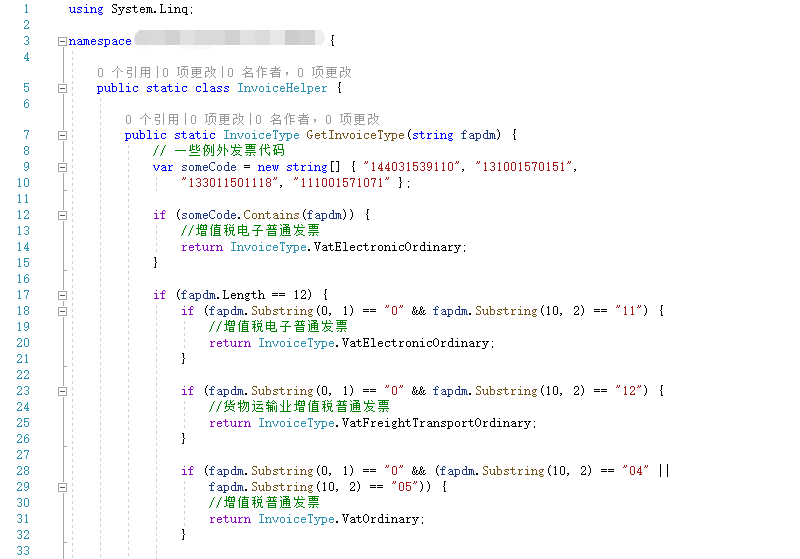 1 using System.Linq;
2
3 namespace {
4
0 个引用|0 项更改|0 名作者, 0 项更改
5 public static class InvoiceHelper {
6
0 个引用|0 项更改|0 名作者, 0 项更改
7 public static InvoiceType GetInvoiceType(string fapdm) {
8 // 一些例外发票代码
9 var someCode = new string[] { "144031539110", "131001570151",
10 "133011501118", "111001571071" };
11
12 if (someCode.Contains(fapdm)) {
13 //增值税电子普通发票
14 return InvoiceType.VatElectronicOrdinary;
15 }
16
17 if (fapdm.Length == 12) {
18 if (fapdm.Substring(0, 1) == "0" && fapdm.Substring(10, 2) == "11") {
19 //增值税电子普通发票
20 return InvoiceType.VatElectronicOrdinary;
21 }
22
23 if (fapdm.Substring(0, 1) == "0" && fapdm.Substring(10, 2) == "12") {
24 //货物运输业增值税普通发票
25 return InvoiceType.VatFreightTransportOrdinary;
26 }
27
28 if (fapdm.Substring(0, 1) == "0" && (fapdm.Substring(10, 2) == "04" ||
29 fapdm.Substring(10, 2) == "05")) {
30 //增值税普通发票
31 return InvoiceType.VatOrdinary;
32 }
33